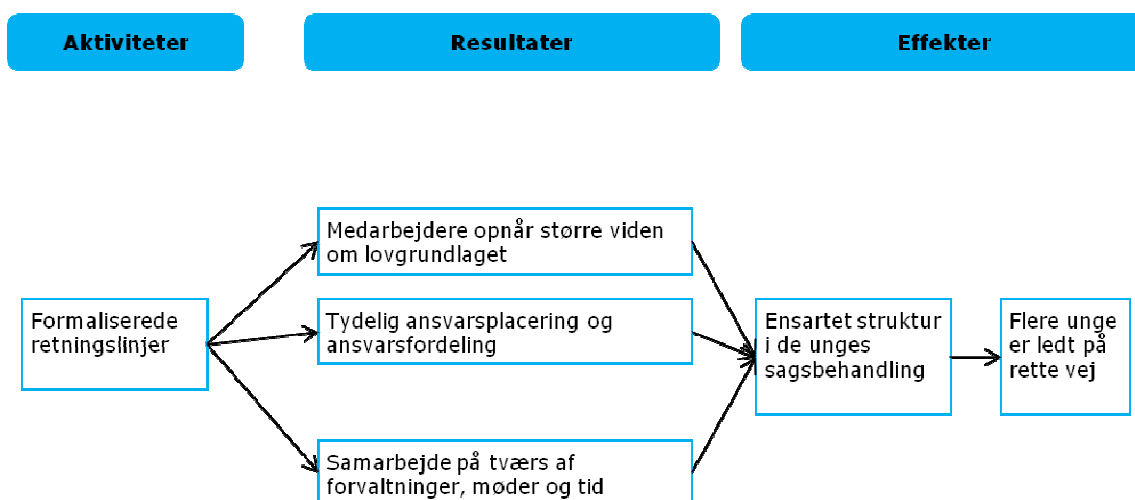 Aktiviteter
Resultater
Effekter
Medarbejdere opnår større viden
om lovgrundlaget
Formaliserede
retningslinjer
Tydelig ansvarsplacering og
ansvarsfordeling
Ensartet struktur
i de unges
sagsbehandling
Flere unge
er ledt på
rette vej
Samarbejde på tværs af
forvaltninger, møder og tid